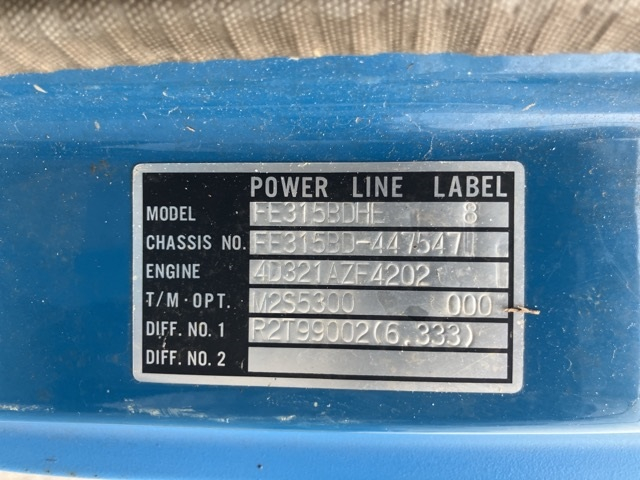 POWER LINE LABEL
MODEL FE315BDHE 8
CHASSIS NO. FE315BD-447547
ENGINE 4D321AZF4202
T/M·OPT. M2S5300 000
DIFF. NO. 1 R2T99002(6.333)
DIFF. NO. 2